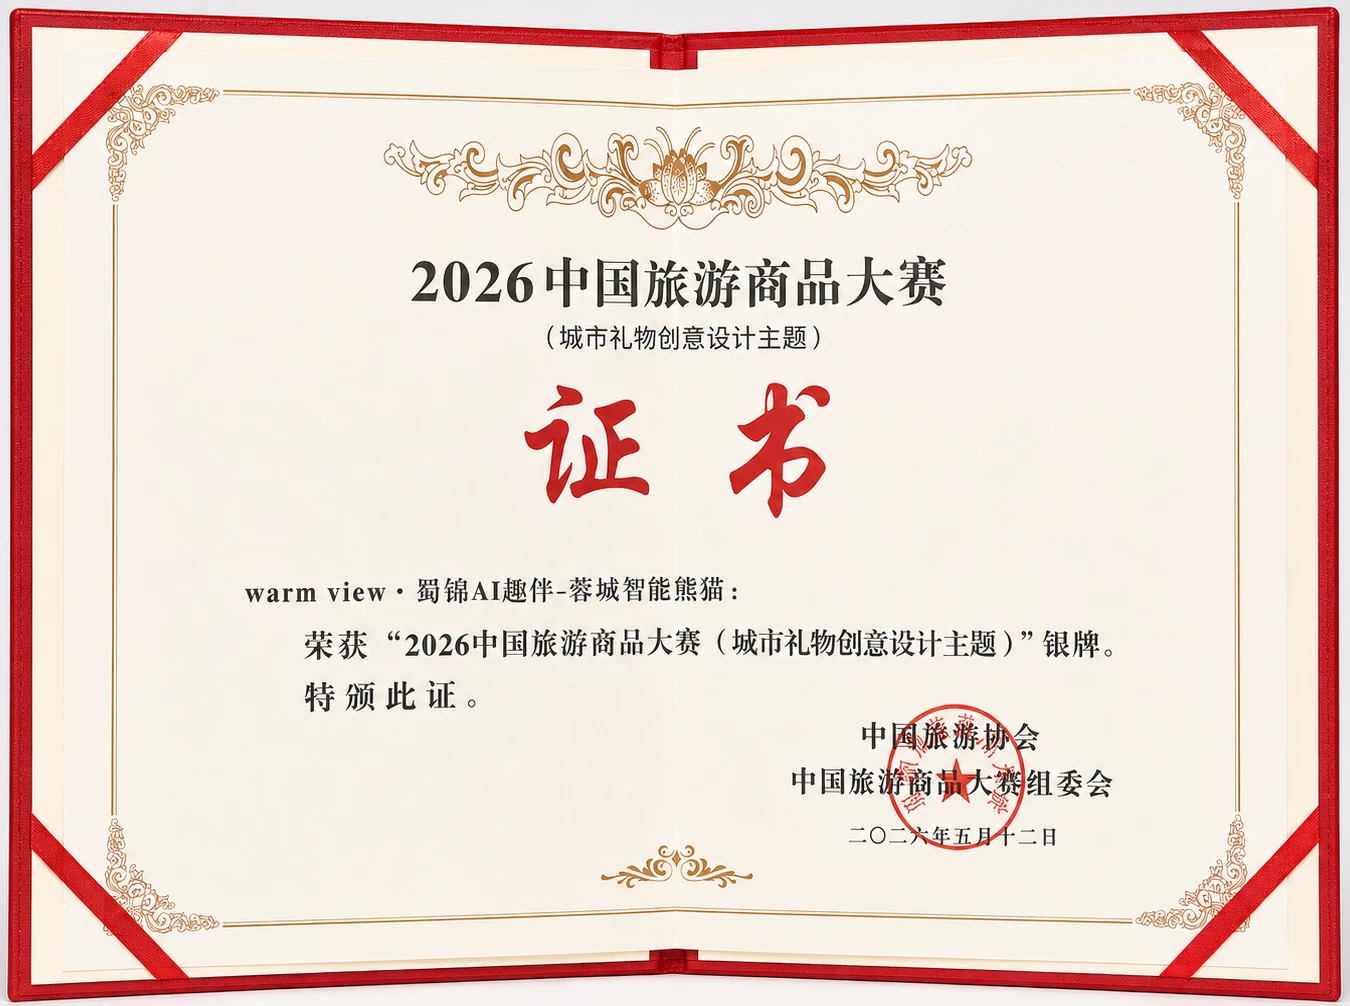 2026中国旅游商品大赛
（城市礼物创意设计主题）
证书
warm view·蜀锦AI趣伴-蓉城智能熊猫：
荣获“2026中国旅游商品大赛（城市礼物创意设计主题）”银牌。
特颁此证。
中国旅游协会
中国旅游商品大赛组委会
二〇二六年五月十二日